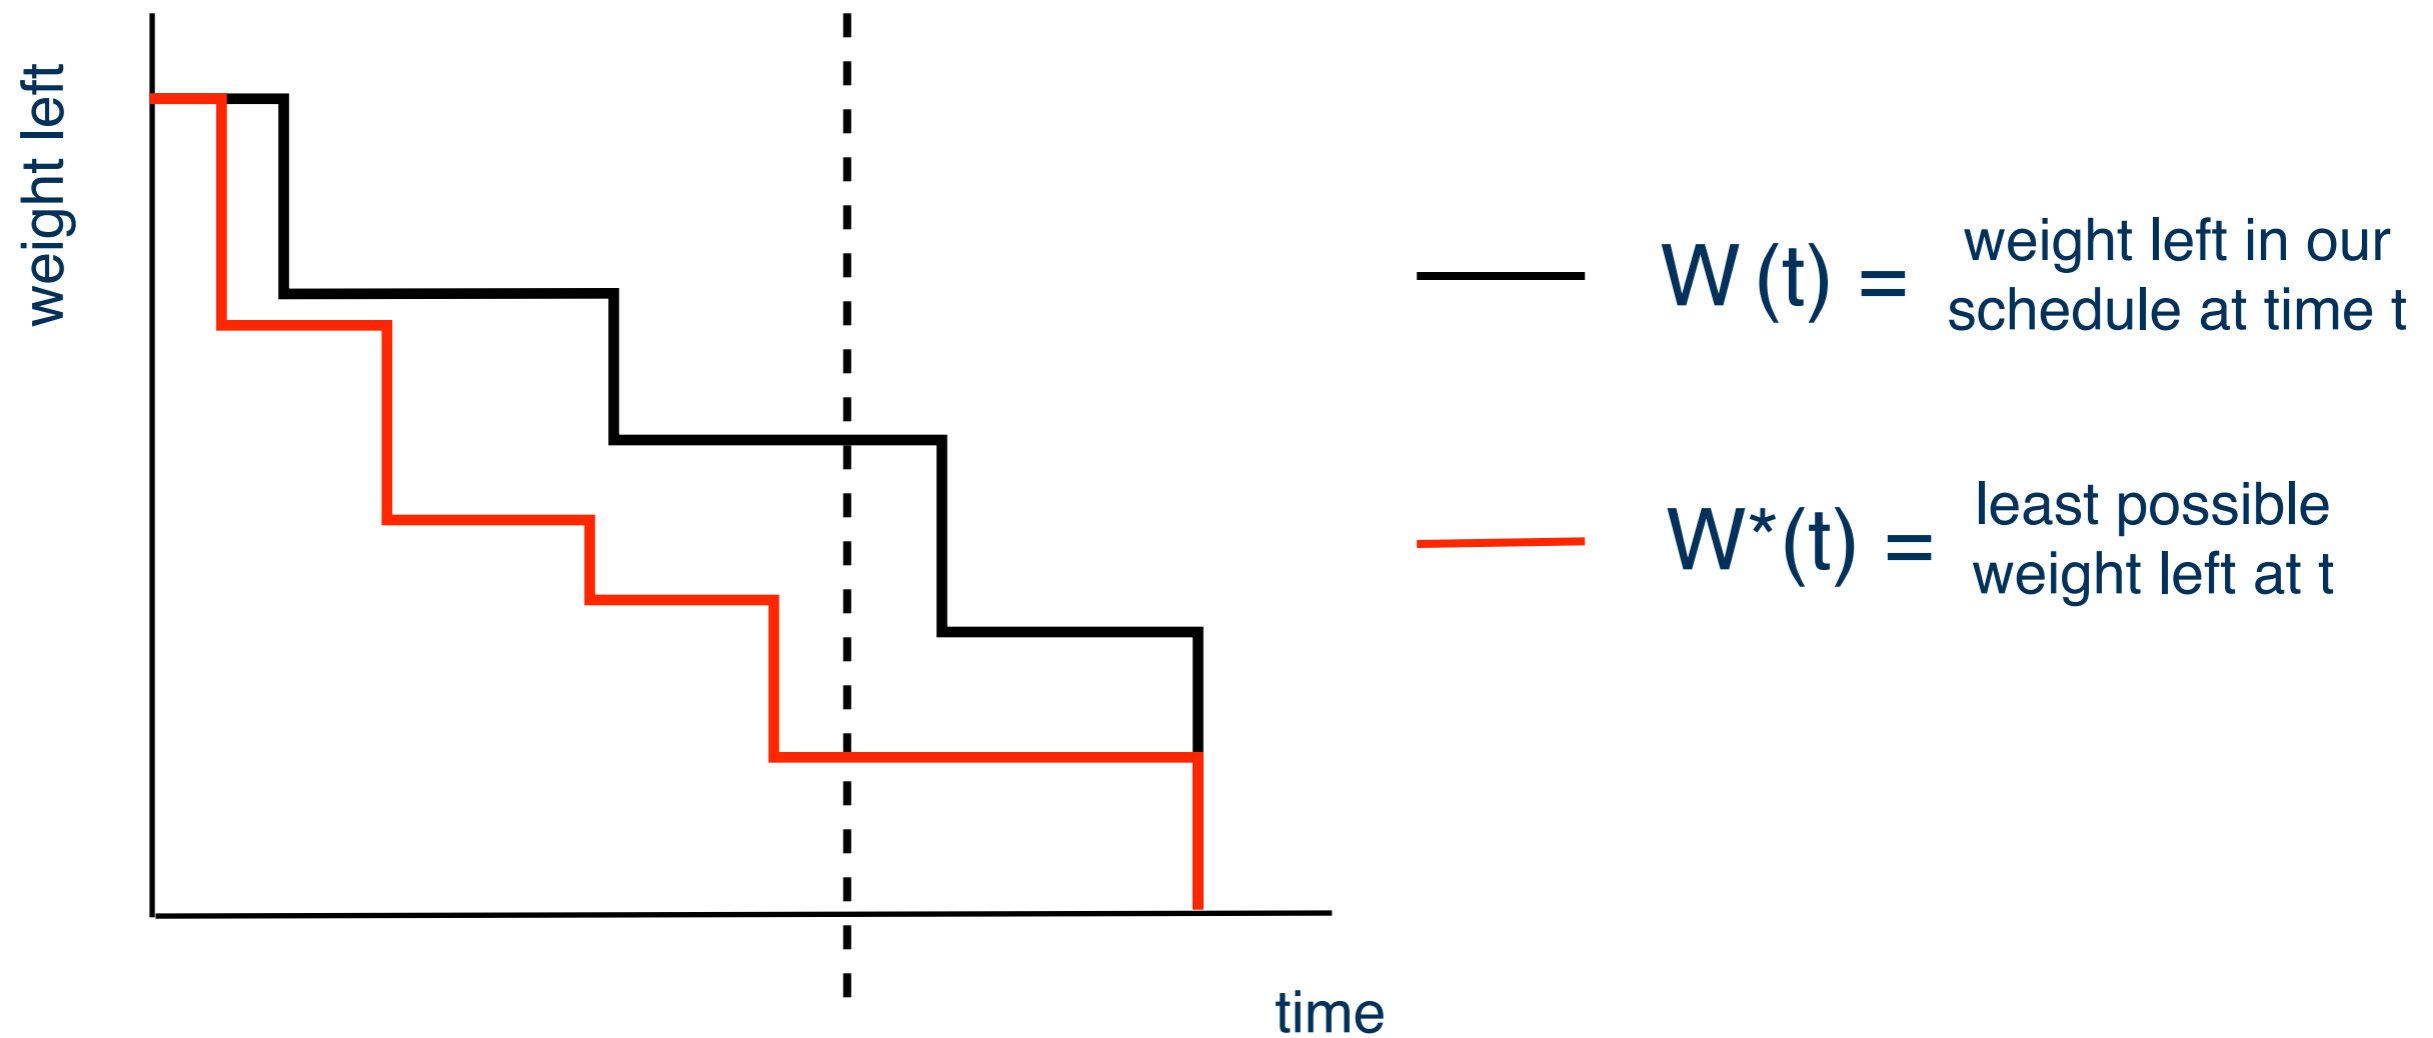 weight left
W (t) =
weight left in our
schedule at time t
W*(t) =
least possible
weight left at t
time